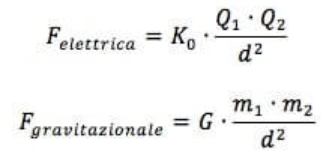 F_elettrica = K_0 · (Q_1 · Q_2) / d^2
F_gravitazionale = G · (m_1 · m_2) / d^2